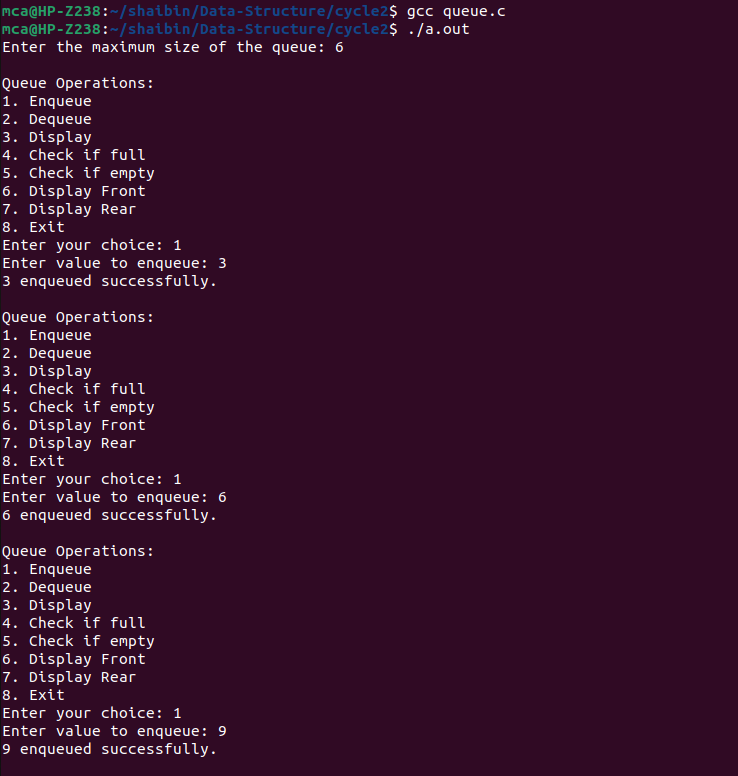 mca@HP-Z238:~/shaibin/Data-Structure/cycle2$ gcc queue.c
mca@HP-Z238:~/shaibin/Data-Structure/cycle2$ ./a.out
Enter the maximum size of the queue: 6

Queue Operations:
1. Enqueue
2. Dequeue
3. Display
4. Check if full
5. Check if empty
6. Display Front
7. Display Rear
8. Exit
Enter your choice: 1
Enter value to enqueue: 3
3 enqueued successfully.

Queue Operations:
1. Enqueue
2. Dequeue
3. Display
4. Check if full
5. Check if empty
6. Display Front
7. Display Rear
8. Exit
Enter your choice: 1
Enter value to enqueue: 6
6 enqueued successfully.

Queue Operations:
1. Enqueue
2. Dequeue
3. Display
4. Check if full
5. Check if empty
6. Display Front
7. Display Rear
8. Exit
Enter your choice: 1
Enter value to enqueue: 9
9 enqueued successfully.